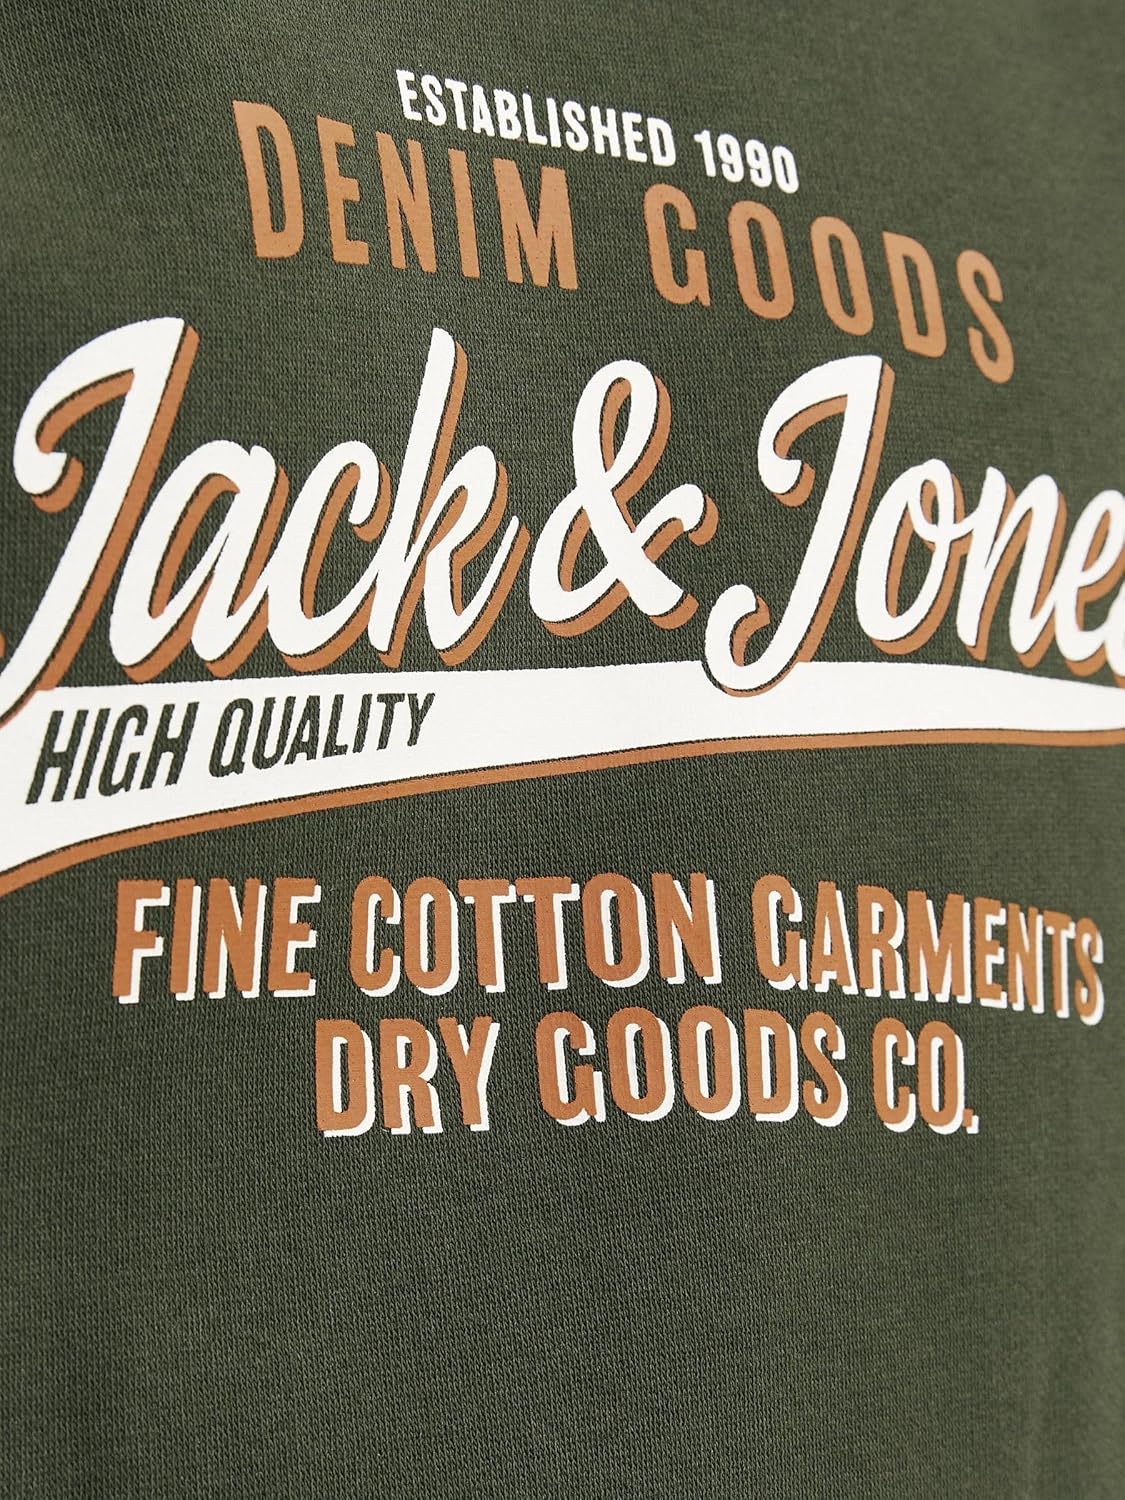 ESTABLISHED 1990
DENIM GOODS
Jack & Jones
HIGH QUALITY
FINE COTTON GARMENTS
DRY GOODS CO.